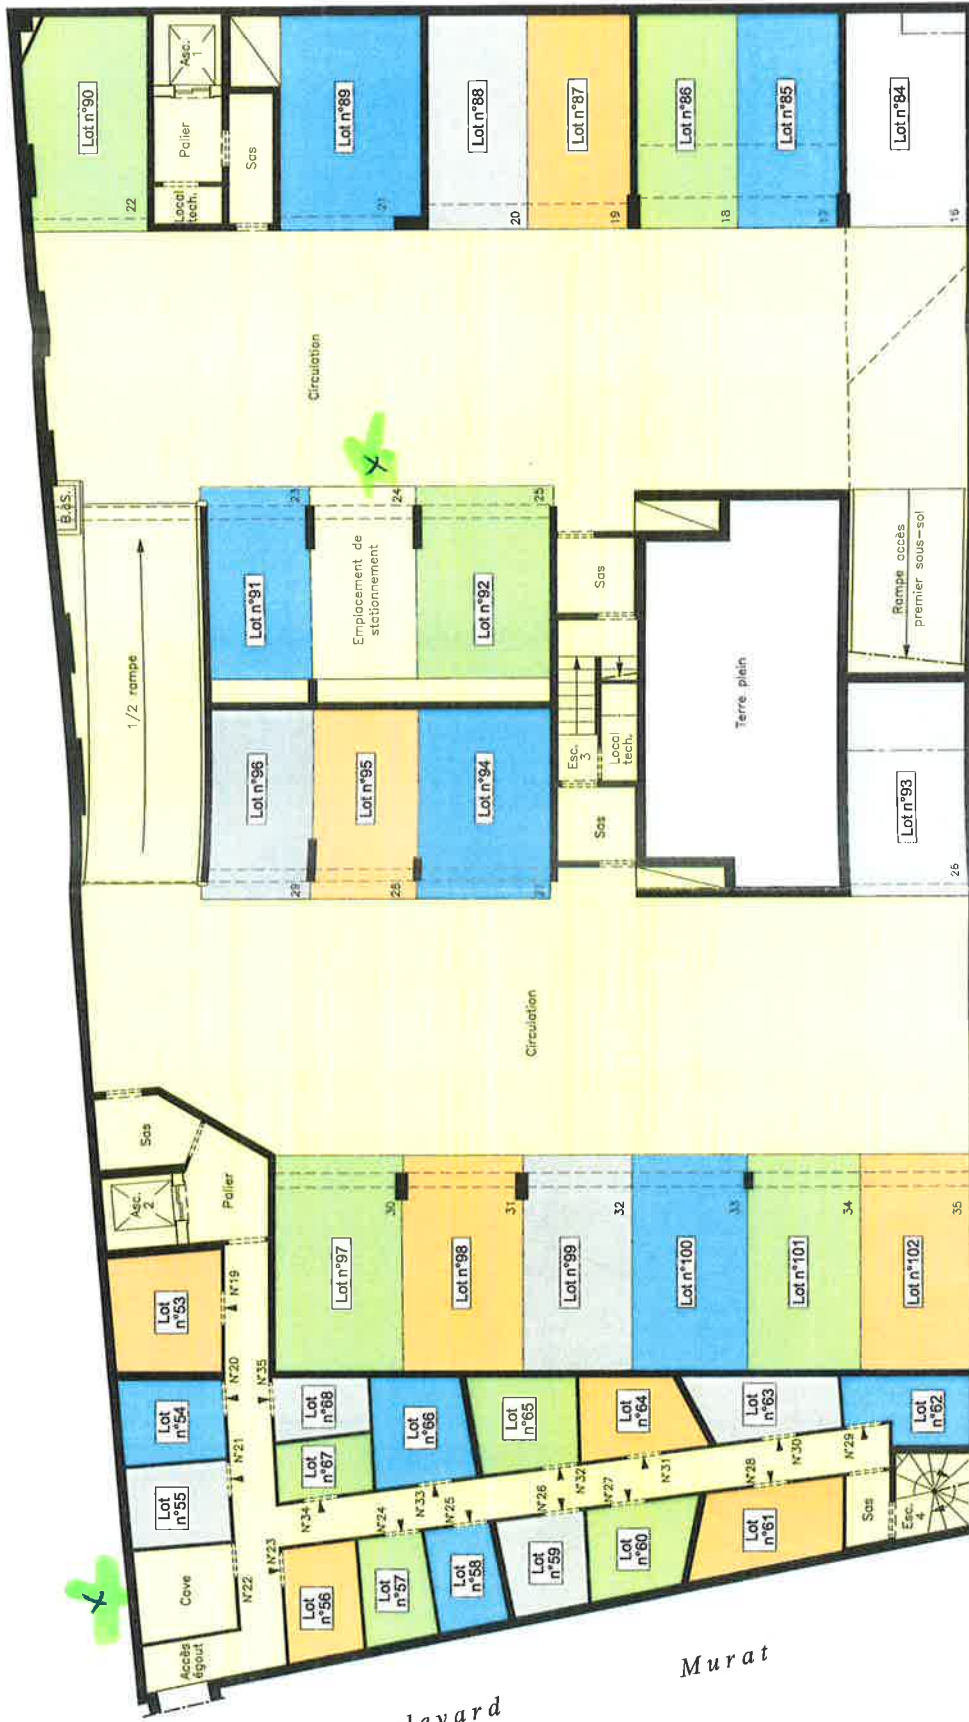 Lot n°90
22
Asc.
1
Palier
Local
tech.
Sas
Lot n°89
21
Lot n°88
20
Lot n°87
19
Lot n°86
18
Lot n°85
17
Lot n°84
16
Circulation
B.àS.
1/2 rampe
Lot n°91
23
Emplacement de
stationnement
24
x
Lot n°92
25
Sas
Rampe accès
premier sous-sol
Lot n°96
29
Lot n°95
28
Lot n°94
27
Esc.
3
Local
tech.
Sas
Terre plein
Lot n°93
26
Circulation
Sas
Asc.
2
Palier
Lot n°97
30
Lot n°98
31
Lot n°99
32
Lot n°100
33
Lot n°101
34
Lot n°102
35
Lot
n°53
N°19
Lot
n°54
N°20
Lot
n°55
N°21
Cave
N°22
x
Accès
égout
N°35
Lot
n°68
Lot
n°67
N°34
Lot
n°66
N°33
Lot
n°65
N°32
Lot
n°64
N°31
Lot
n°63
N°30
Lot
n°62
N°29
N°23
Lot
n°56
N°24
Lot
n°57
N°25
Lot
n°58
N°26
Lot
n°59
N°27
Lot
n°60
N°28
Lot
n°61
Sas
Esc.
4
Murat